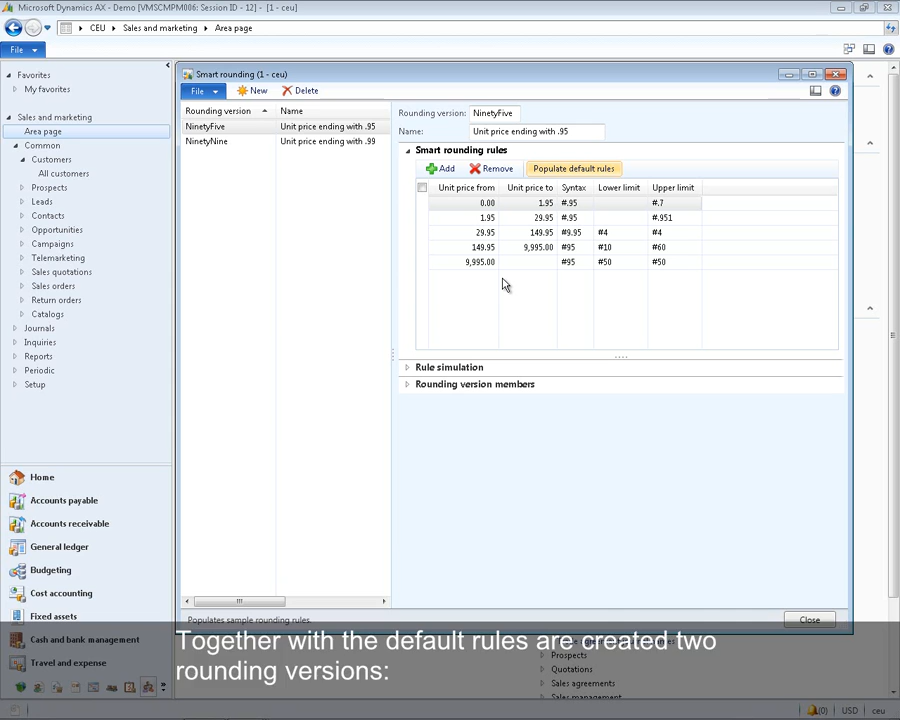 Microsoft Dynamics AX - Demo [VMSCMPM006: Session ID - 12] - [1 - ceu]
CEU
Sales and marketing
Area page
File
Favorites
My favorites
Sales and marketing
Area page
Common
Customers
All customers
Prospects
Leads
Contacts
Opportunities
Campaigns
Telemarketing
Sales quotations
Sales orders
Return orders
Catalogs
Journals
Inquiries
Reports
Periodic
Setup
Home
Accounts payable
Accounts receivable
General ledger
Budgeting
Cost accounting
Fixed assets
Cash and bank management
Travel and expense
Smart rounding (1 - ceu)
File New Delete
Rounding version Name
NinetyFive Unit price ending with .95
NinetyNine Unit price ending with .99
Rounding version: NinetyFive
Name: Unit price ending with .95
Smart rounding rules
Add Remove Populate default rules
Unit price from Unit price to Syntax Lower limit Upper limit
0.00 1.95 #.95 #.7
1.95 29.95 #.95 #.951
29.95 149.95 #9.95 #4 #4
149.95 9,995.00 #95 #10 #60
9,995.00 #95 #50 #50
Rule simulation
Rounding version members
Populates sample rounding rules.
Close
Together with the default rules are created two
rounding versions:
Prospects
Quotations
Sales agreements
Sales management
(0) USD ceu